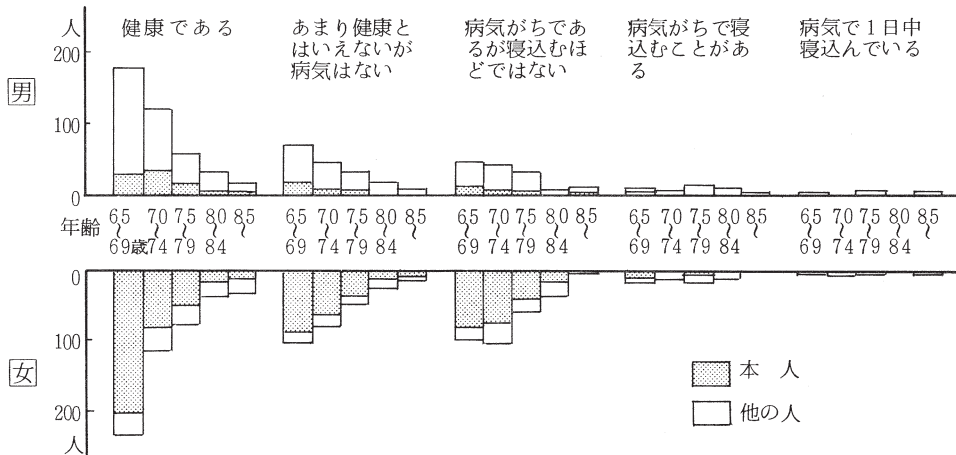 人
健康である
あまり健康と
はいえないが
病気はない
病気がちであ
るが寝込むほ
どではない
病気がちで寝
込むことがあ
る
病気で1日中
寝込んでいる
200
男
100
0
年齢
65〜69歳
70〜74
75〜79
80〜84
85〜
65〜69
70〜74
75〜79
80〜84
85〜
65〜69
70〜74
75〜79
80〜84
85〜
65〜69
70〜74
75〜79
80〜84
85〜
65〜69
70〜74
75〜79
80〜84
85〜
0
100
女
200
人
本人
他の人